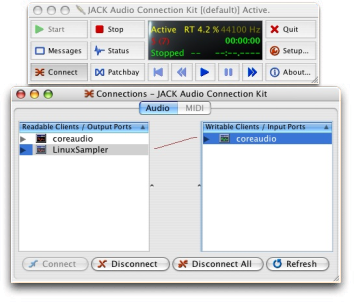 JACK Audio Connection Kit [(default)] Active.
Start
Stop
Active RT 4.2 % 44100 Hz
00:00:00
Stopped --:--.----
Quit
Messages
Status
Setup...
Connect
Patchbay
About...
Connections - JACK Audio Connection Kit
Audio MIDI
Readable Clients / Output Ports
Writable Clients / Input Ports
coreaudio
coreaudio
LinuxSampler
Connect
Disconnect
Disconnect All
Refresh